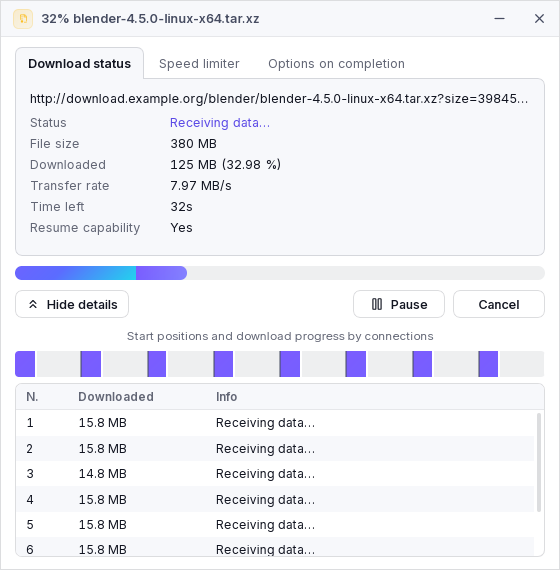 32% blender-4.5.0-linux-x64.tar.xz
Download status Speed limiter Options on completion
http://download.example.org/blender/blender-4.5.0-linux-x64.tar.xz?size=39845...
Status Receiving data...
File size 380 MB
Downloaded 125 MB (32.98 %)
Transfer rate 7.97 MB/s
Time left 32s
Resume capability Yes
Hide details Pause Cancel
Start positions and download progress by connections
N. Downloaded Info
1 15.8 MB Receiving data...
2 15.8 MB Receiving data...
3 14.8 MB Receiving data...
4 15.8 MB Receiving data...
5 15.8 MB Receiving data...
6 15.8 MB Receiving data...